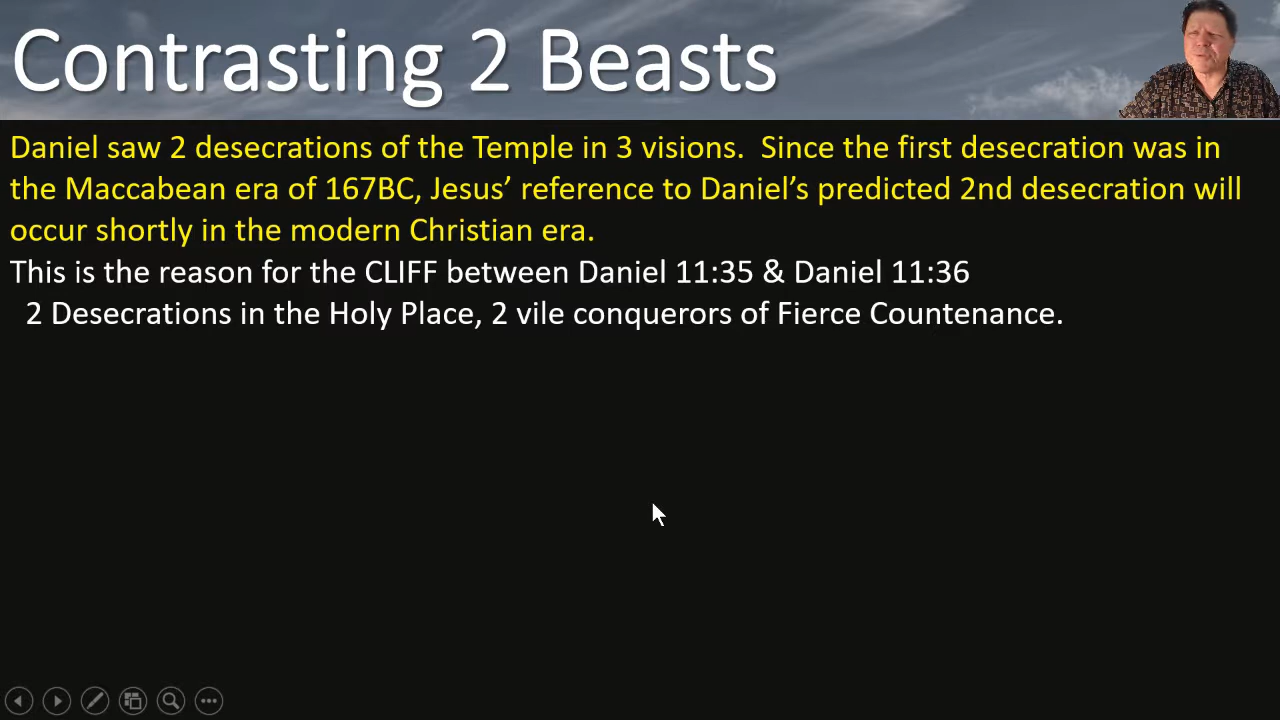 Contrasting 2 Beasts
Daniel saw 2 desecrations of the Temple in 3 visions.  Since the first desecration was in
the Maccabean era of 167BC, Jesus’ reference to Daniel’s predicted 2nd desecration will
occur shortly in the modern Christian era.
This is the reason for the CLIFF between Daniel 11:35 & Daniel 11:36
2 Desecrations in the Holy Place, 2 vile conquerors of Fierce Countenance.